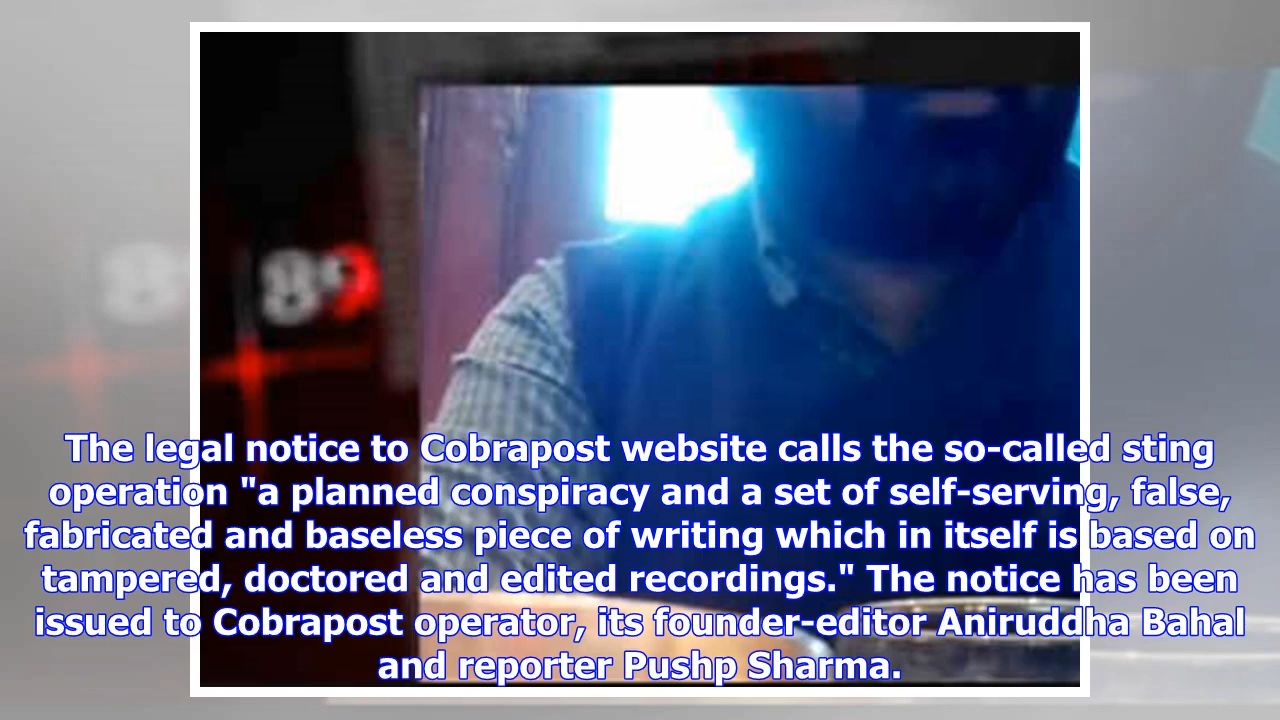 89
The legal notice to Cobrapost website calls the so-called sting
operation "a planned conspiracy and a set of self-serving, false,
fabricated and baseless piece of writing which in itself is based on
tampered, doctored and edited recordings." The notice has been
issued to Cobrapost operator, its founder-editor Aniruddha Bahal
and reporter Pushp Sharma.